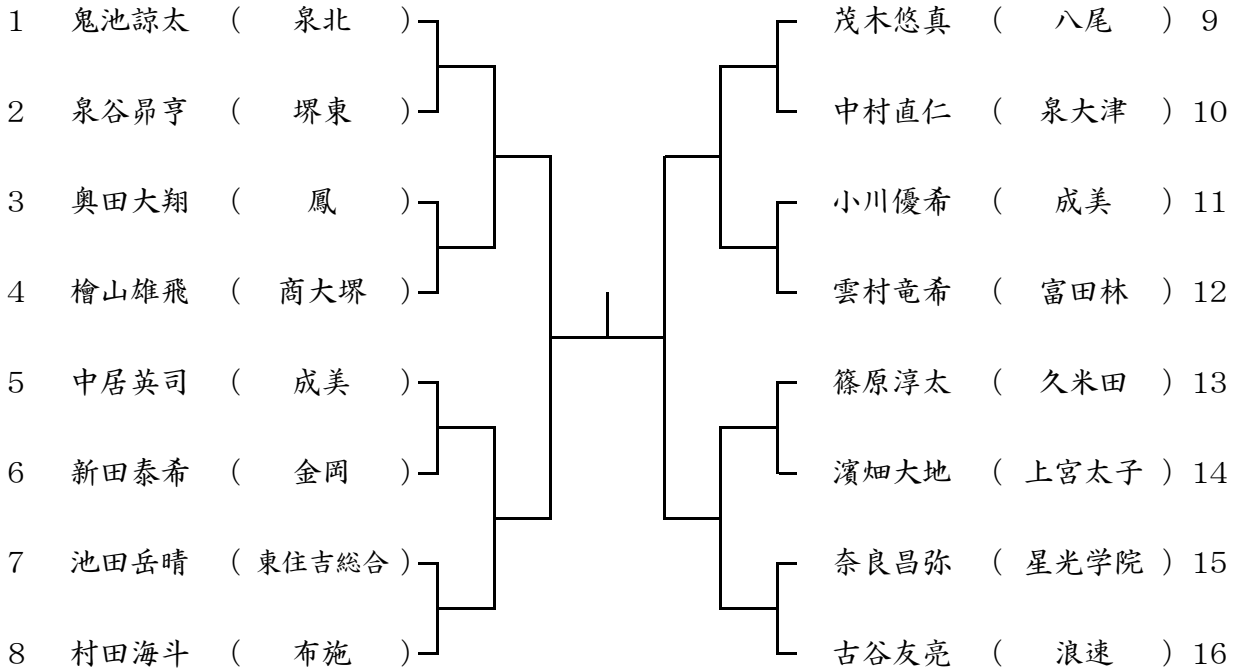 1 鬼池諒太 ( 泉北 )
2 泉谷昴亨 ( 堺東 )
3 奥田大翔 ( 鳳 )
4 檜山雄飛 ( 商大堺 )
5 中居英司 ( 成美 )
6 新田泰希 ( 金岡 )
7 池田岳晴 ( 東住吉総合 )
8 村田海斗 ( 布施 )
茂木悠真 ( 八尾 ) 9
中村直仁 ( 泉大津 ) 10
小川優希 ( 成美 ) 11
雲村竜希 ( 富田林 ) 12
篠原淳太 ( 久米田 ) 13
濱畑大地 ( 上宮太子 ) 14
奈良昌弥 ( 星光学院 ) 15
古谷友亮 ( 浪速 ) 16